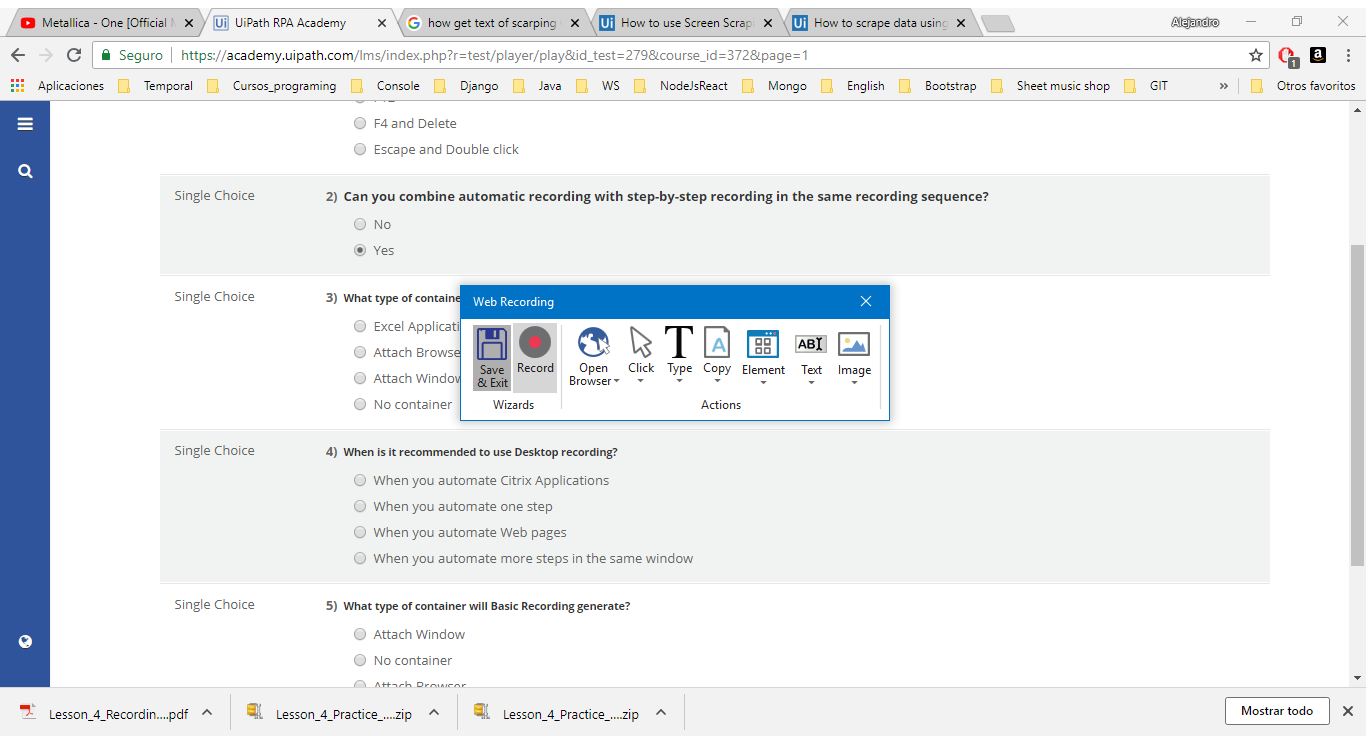 Metallica - One [Official
UiPath RPA Academy
how get text of scarping
How to use Screen Scrap
How to scrape data using
Alejandro
Seguro
https://academy.uipath.com/lms/index.php?r=test/player/play&id_test=279&course_id=372&page=1
1
Aplicaciones
Temporal
Cursos_programing
Console
Django
Java
WS
NodeJsReact
Mongo
English
Bootstrap
Sheet music shop
GIT
»
Otros favoritos
F4 and Delete
Escape and Double click
Single Choice
2) Can you combine automatic recording with step-by-step recording in the same recording sequence?
No
Yes
Single Choice
3) What type of containe
Excel Applicati
Attach Browse
Attach Window
No container
Web Recording
Save
& Exit
Record
Wizards
Open
Browser
Click
Type
Copy
Element
Text
Image
Actions
Single Choice
4) When is it recommended to use Desktop recording?
When you automate Citrix Applications
When you automate one step
When you automate Web pages
When you automate more steps in the same window
Single Choice
5) What type of container will Basic Recording generate?
Attach Window
No container
Attach Browser
Lesson_4_Recordin....pdf
Lesson_4_Practice_....zip
Lesson_4_Practice_....zip
Mostrar todo